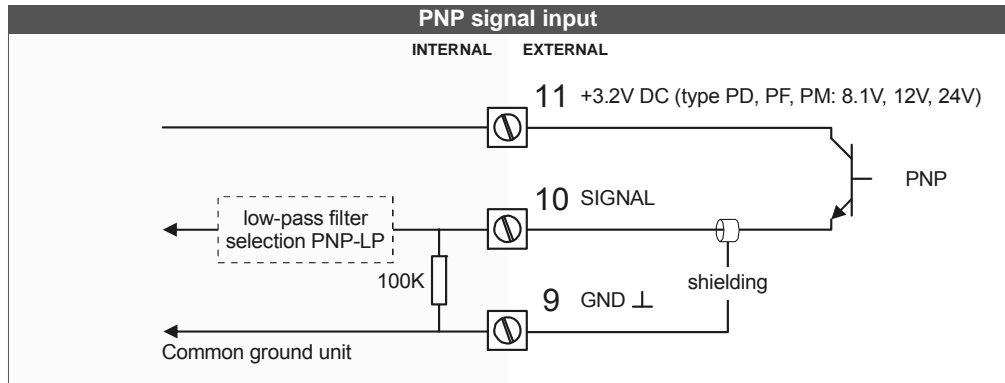 PNP signal input
INTERNAL EXTERNAL
11 +3.2V DC (type PD, PF, PM: 8.1V, 12V, 24V)
PNP
10 SIGNAL
low-pass filter
selection PNP-LP
100K
shielding
9 GND ⊥
Common ground unit